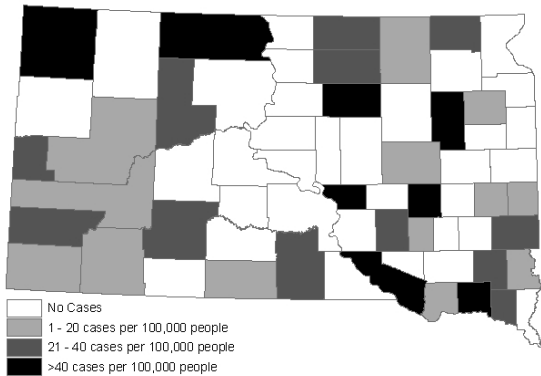 No Cases
1 - 20 cases per 100,000 people
21 - 40 cases per 100,000 people
>40 cases per 100,000 people